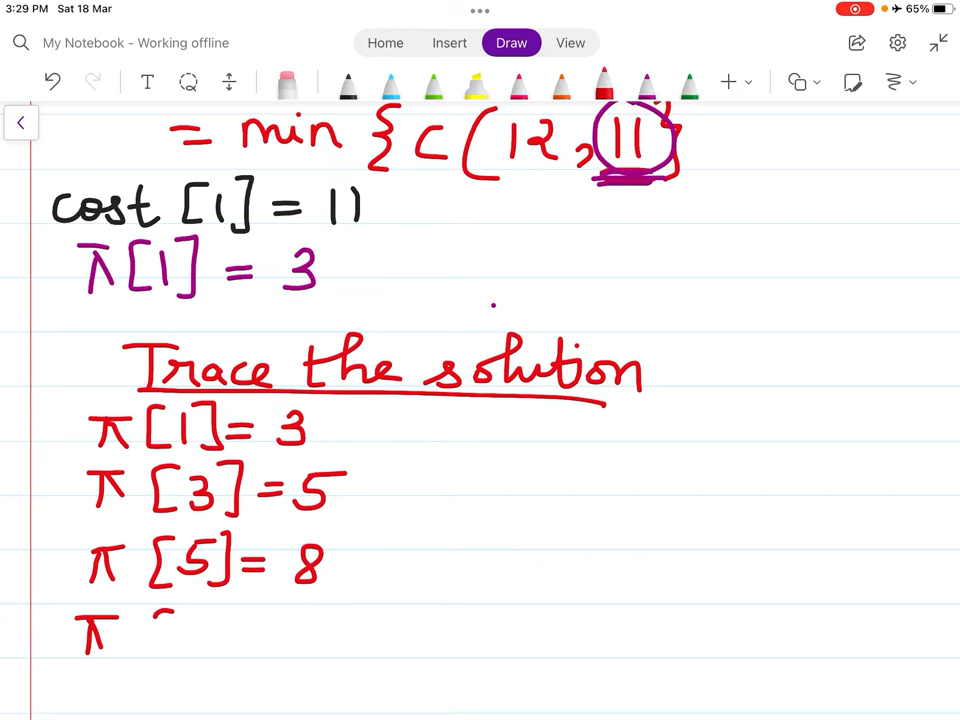 3:29 PM Sat 18 Mar
65%
My Notebook - Working offline
Home Insert Draw View
T
= min { c (12, 11 }
cost [1] = 11
π[1] = 3
Trace the solution
π [1] = 3
π [3] = 5
π [5] = 8
π